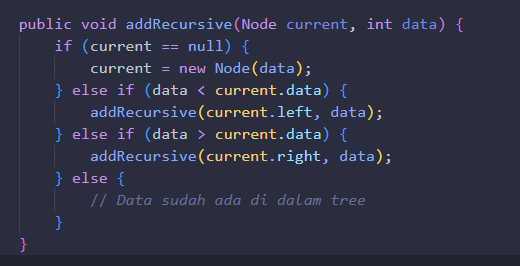 public void addRecursive(Node current, int data) {
    if (current == null) {
        current = new Node(data);
    } else if (data < current.data) {
        addRecursive(current.left, data);
    } else if (data > current.data) {
        addRecursive(current.right, data);
    } else {
        // Data sudah ada di dalam tree
    }
}